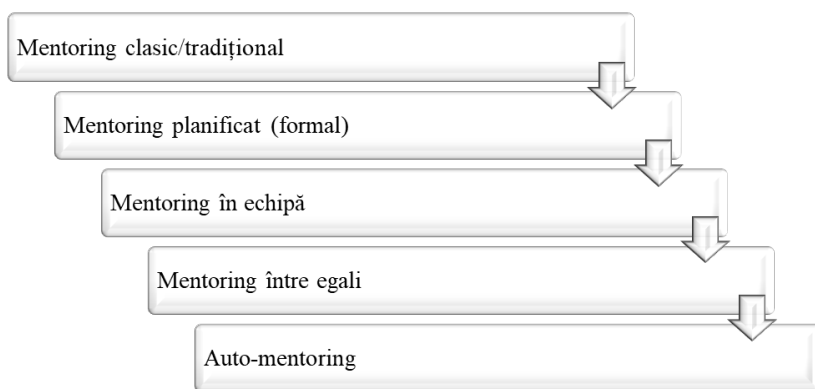 Mentoring clasic/tradițional
Mentoring planificat (formal)
Mentoring în echipă
Mentoring între egali
Auto-mentoring